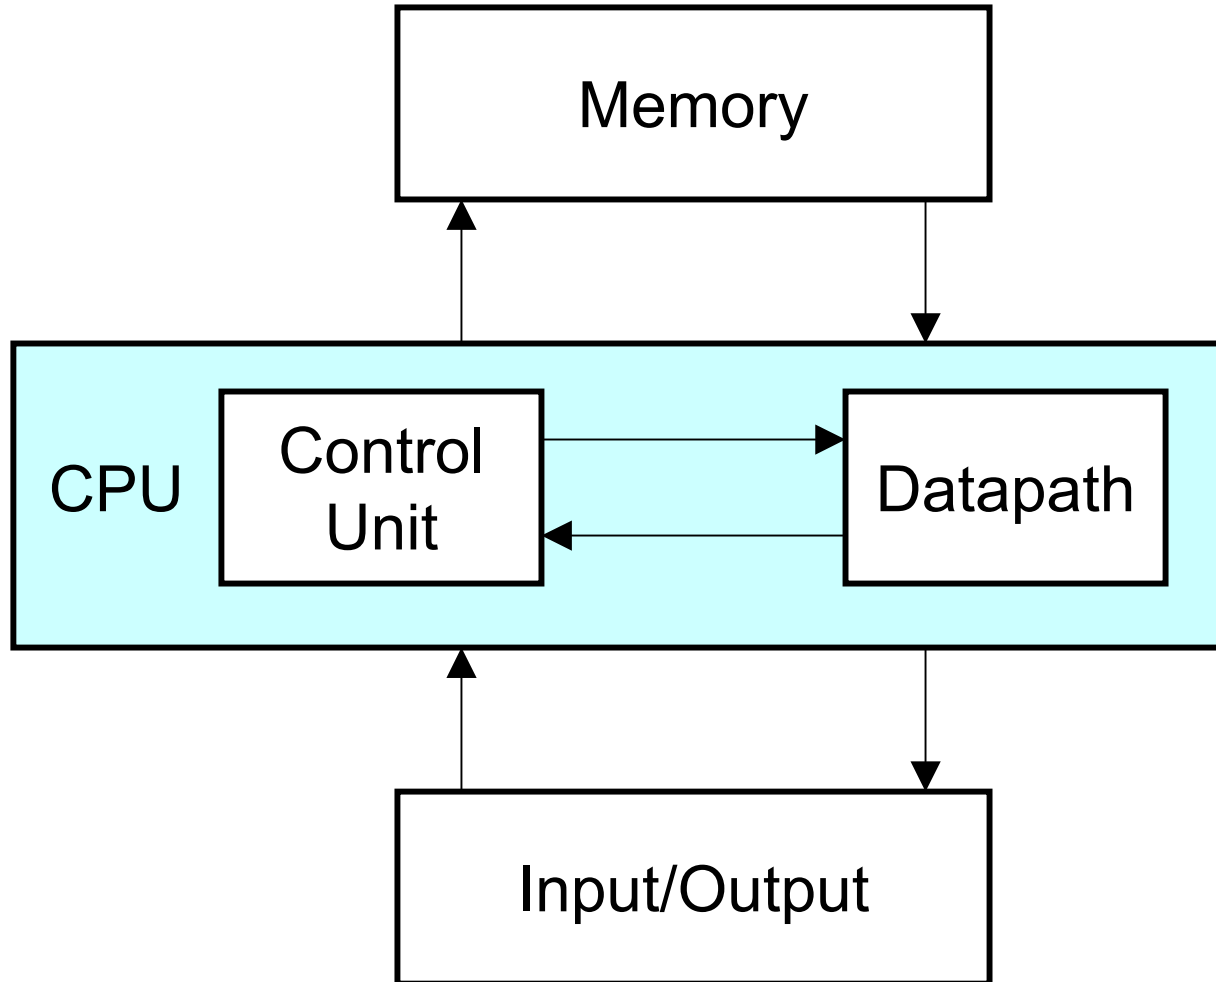 Memory
CPU
Control
Unit
Datapath
Input/Output